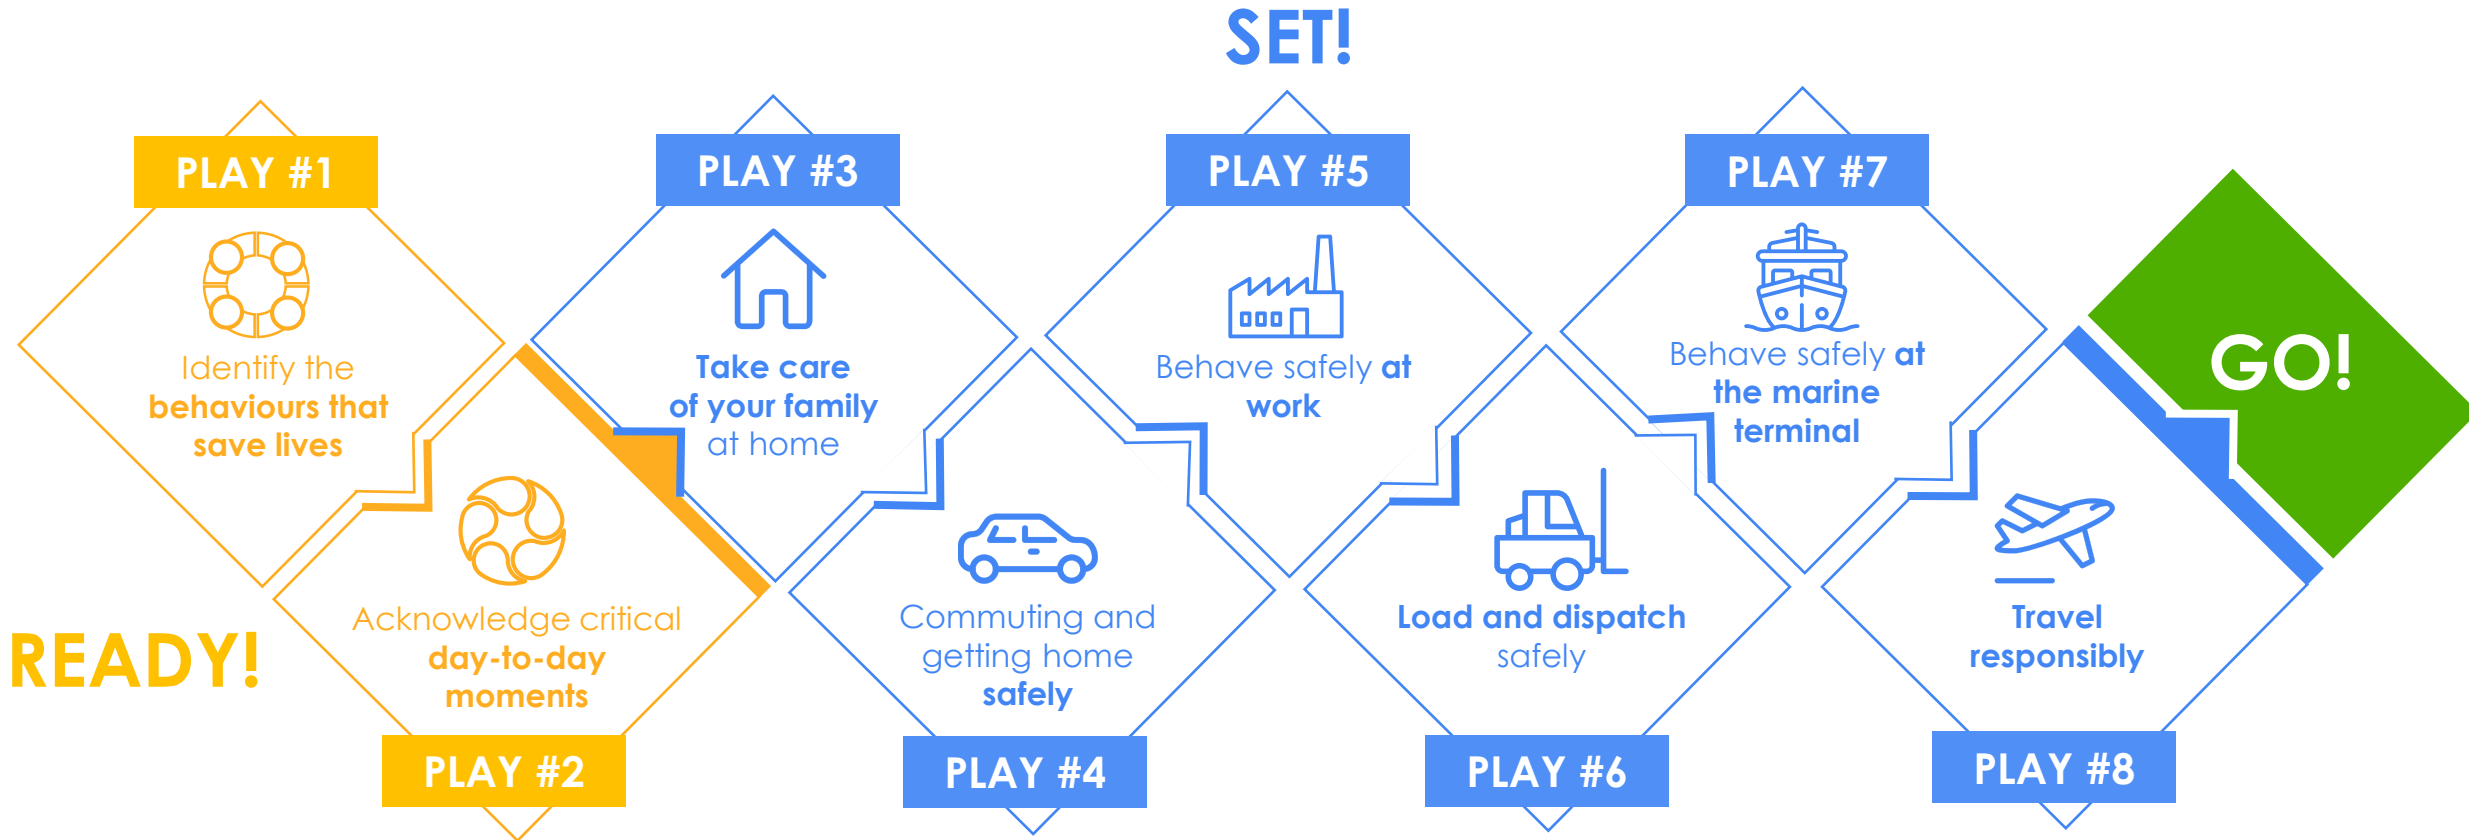 SET!
PLAY #1
Identify the
behaviours that
save lives
READY!
Acknowledge critical
day-to-day
moments
PLAY #2
PLAY #3
Take care
of your family
at home
Commuting and
getting home
safely
PLAY #4
PLAY #5
Behave safely at
work
Load and dispatch
safely
PLAY #6
PLAY #7
Behave safely at
the marine
terminal
Travel
responsibly
PLAY #8
GO!